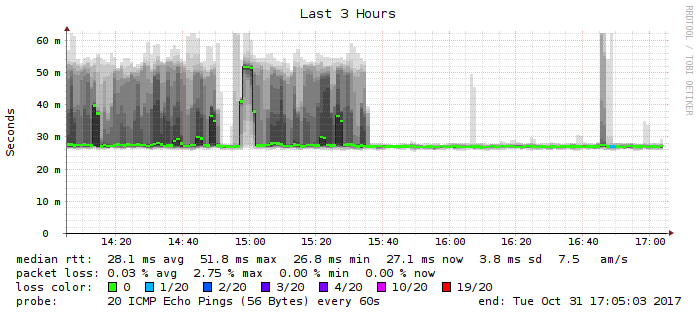 Last 3 Hours
RRDTOOL / TOBI OETIKER
Seconds
60 m
50 m
40 m
30 m
20 m
10 m
0
14:20 14:40 15:00 15:20 15:40 16:00 16:20 16:40 17:00
median rtt: 28.1 ms avg 51.8 ms max 26.8 ms min 27.1 ms now 3.8 ms sd 7.5 am/s
packet loss: 0.03 % avg 2.75 % max 0.00 % min 0.00 % now
loss color: 0 1/20 2/20 3/20 4/20 10/20 19/20
probe: 20 ICMP Echo Pings (56 Bytes) every 60s end: Tue Oct 31 17:05:03 2017